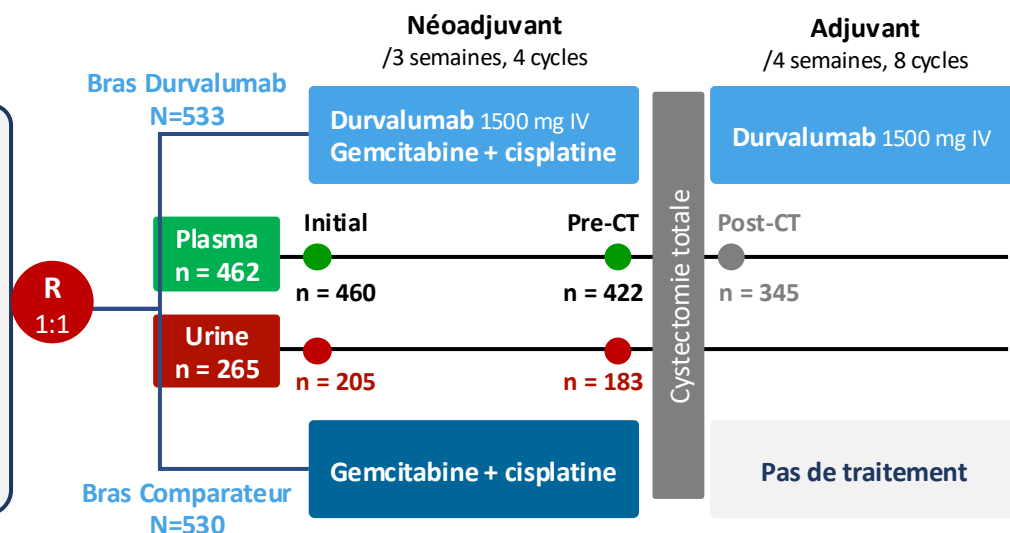 Néoadjuvant
/3 semaines, 4 cycles
Adjuvant
/4 semaines, 8 cycles
Bras Durvalumab
N=533
Durvalumab 1500 mg IV
Gemcitabine + cisplatine
Durvalumab 1500 mg IV
R
1:1
Plasma
n = 462
Initial
n = 460
Pre-CT
n = 422
Cystectomie totale
Post-CT
n = 345
Urine
n = 265
n = 205
n = 183
Bras Comparateur
N=530
Gemcitabine + cisplatine
Pas de traitement